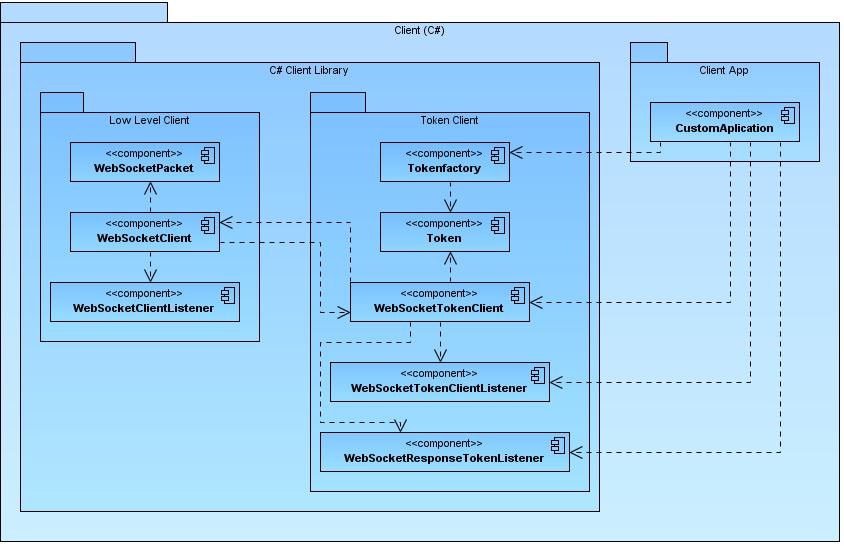 Client (C#)
C# Client Library
Client App
Low Level Client
Token Client
<<component>>
CustomAplication
<<component>>
WebSocketPacket
<<component>>
Tokenfactory
<<component>>
WebSocketClient
<<component>>
Token
<<component>>
WebSocketClientListener
<<component>>
WebSocketTokenClient
<<component>>
WebSocketTokenClientListener
<<component>>
WebSocketResponseTokenListener